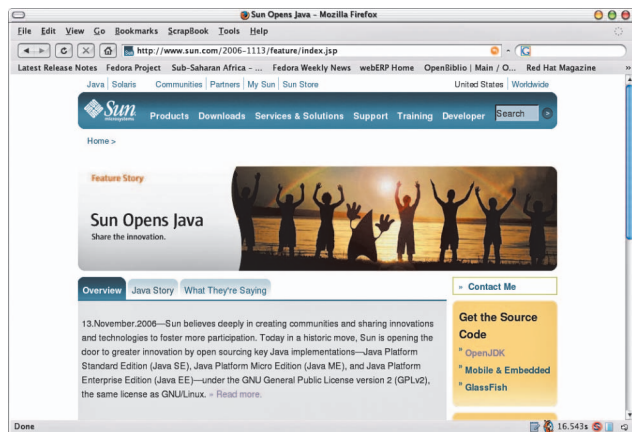 Sun Opens Java - Mozilla Firefox
File Edit View Go Bookmarks ScrapBook Tools Help
http://www.sun.com/2006-1113/feature/index.jsp
Latest Release Notes Fedora Project Sub-Saharan Africa - ... Fedora Weekly News webERP Home OpenBiblio | Main / O... Red Hat Magazine »
Java | Solaris Communities | Partners | My Sun | Sun Store United States | Worldwide
Sun microsystems Products Downloads Services & Solutions Support Training Developer Search
Home >
Feature Story
Sun Opens Java
Share the innovation.
Overview Java Story What They're Saying
13.November.2006—Sun believes deeply in creating communities and sharing innovations
and technologies to foster more participation. Today in a historic move, Sun is opening the
door to greater innovation by open sourcing key Java implementations—Java Platform
Standard Edition (Java SE), Java Platform Micro Edition (Java ME), and Java Platform
Enterprise Edition (Java EE)—under the GNU General Public License version 2 (GPLv2),
the same license as GNU/Linux. » Read more.
» Contact Me
Get the Source
Code
» OpenJDK
» Mobile & Embedded
» GlassFish
Done 16.543s